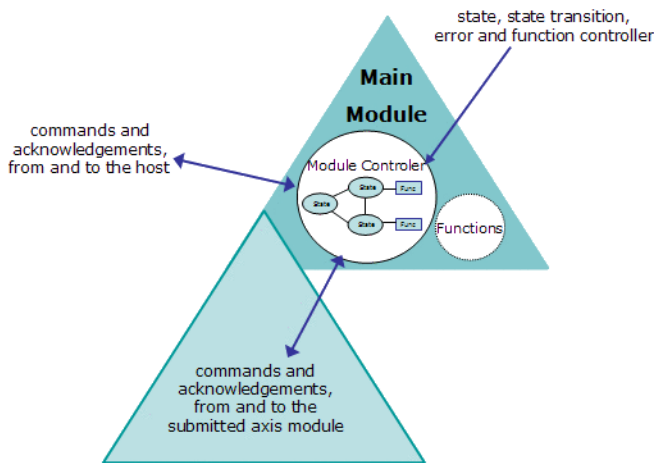 state, state transition,
error and function controller
Main
Module
commands and
acknowledgements,
from and to the host
Module Controler
State
Func
State
State
Func
Functions
commands and
acknowledgements,
from and to the
submitted axis module